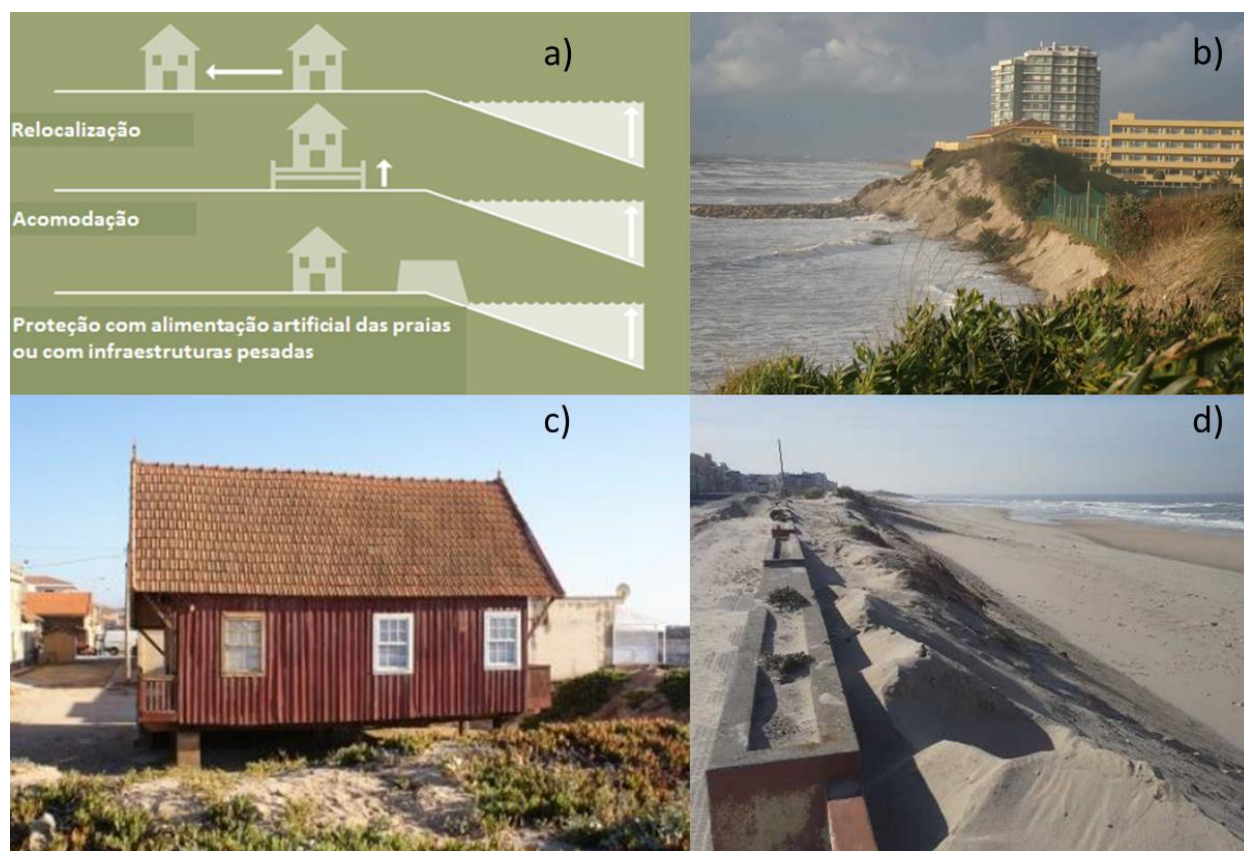 a)
Relocalização
Acomodação
Proteção com alimentação artificial das praias
ou com infraestruturas pesadas
b)
c)
d)